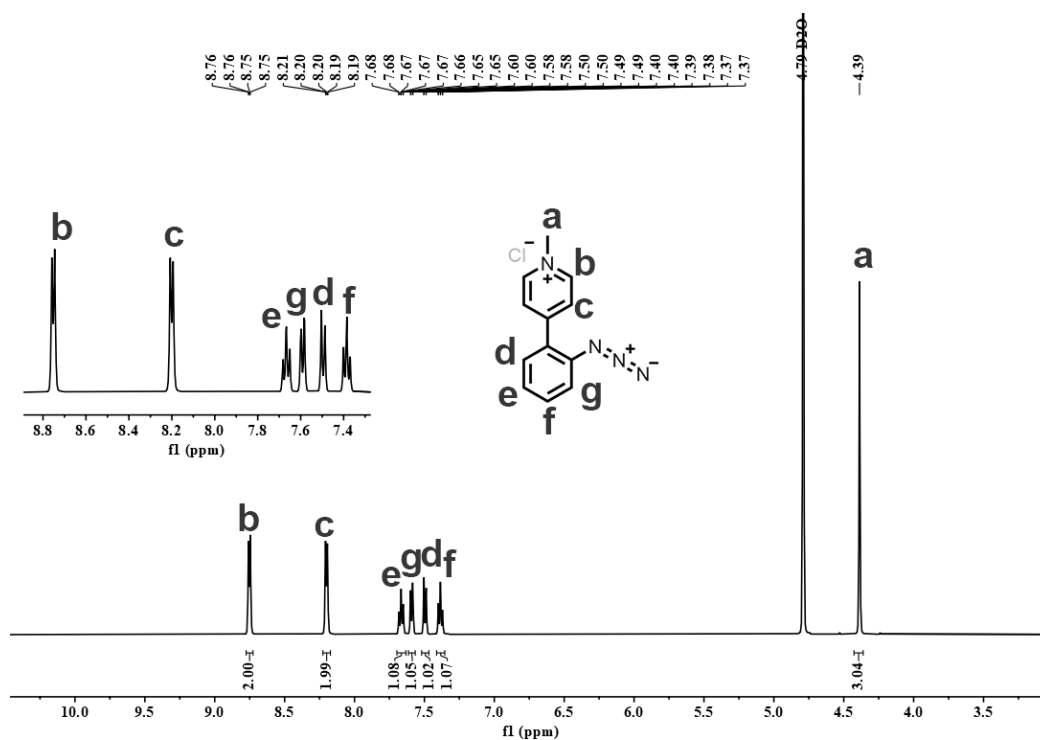 8.76 8.76 8.75 8.75 8.21 8.20 8.20 8.19 8.19 7.68 7.68 7.67 7.67 7.67 7.66 7.65 7.65 7.60 7.60 7.58 7.58 7.50 7.50 7.49 7.49 7.40 7.40 7.39 7.38 7.37 7.37
4.79 D2O
4.39
b
c
e
g
d
f
8.8 8.6 8.4 8.2 8.0 7.8 7.6 7.4
f1 (ppm)
a
Cl −
N
+
b
c
d
N
N
+
N
−
e
g
f
a
b
c
e
g
d
f
2.00
1.99
1.08
1.05
1.02
1.07
3.04
10.0 9.5 9.0 8.5 8.0 7.5 7.0 6.5 6.0 5.5 5.0 4.5 4.0 3.5
f1 (ppm)